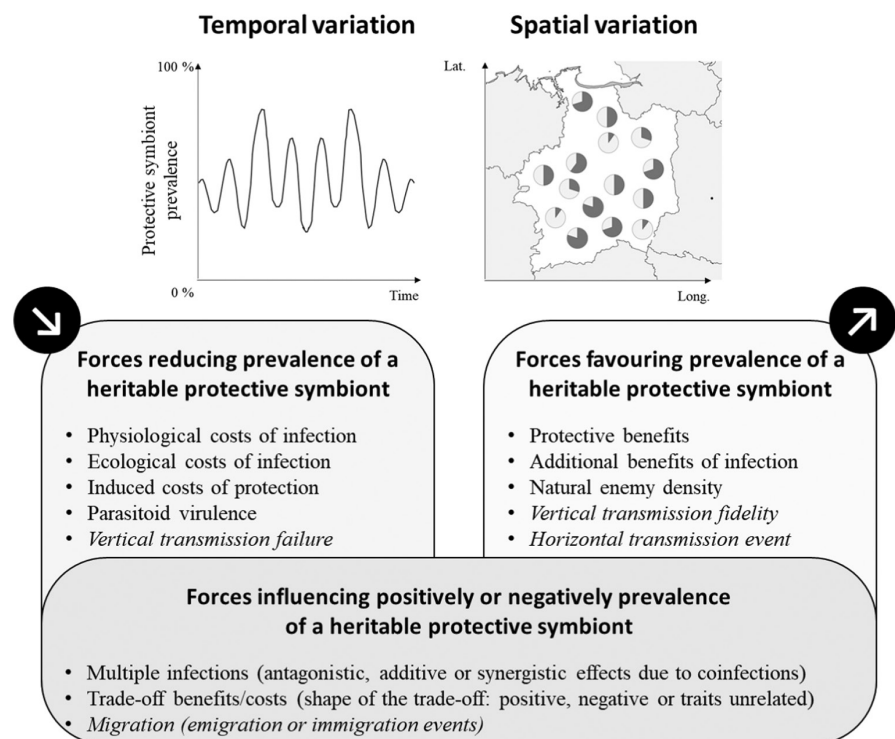 Temporal variation
Spatial variation
100 %
Protective symbiont
prevalence
0 %
Time
Lat.
Long.
Forces reducing prevalence of a
heritable protective symbiont
• Physiological costs of infection
• Ecological costs of infection
• Induced costs of protection
• Parasitoid virulence
• Vertical transmission failure
Forces favouring prevalence of a
heritable protective symbiont
• Protective benefits
• Additional benefits of infection
• Natural enemy density
• Vertical transmission fidelity
• Horizontal transmission event
Forces influencing positively or negatively prevalence
of a heritable protective symbiont
• Multiple infections (antagonistic, additive or synergistic effects due to coinfections)
• Trade-off benefits/costs (shape of the trade-off: positive, negative or traits unrelated)
• Migration (emigration or immigration events)